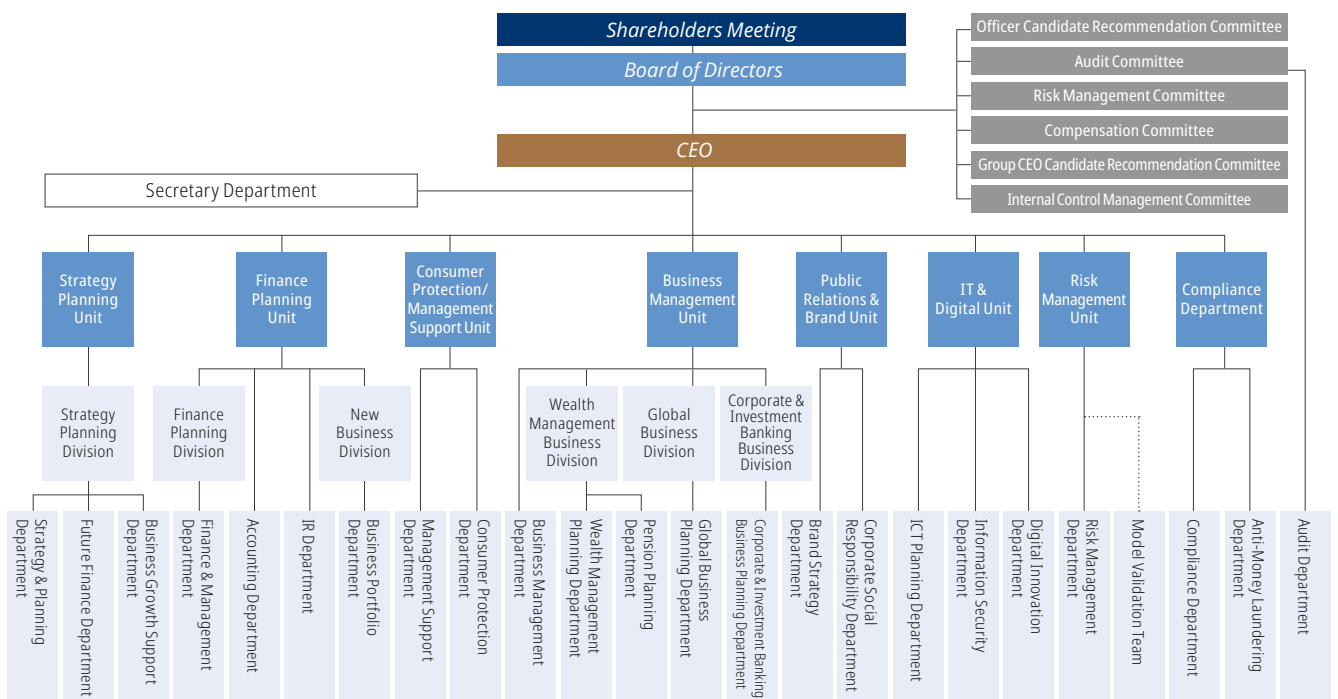 Shareholders Meeting
Board of Directors
CEO
Officer Candidate Recommendation Committee
Audit Committee
Risk Management Committee
Compensation Committee
Group CEO Candidate Recommendation Committee
Internal Control Management Committee
Secretary Department
Strategy
Planning
Unit
Finance
Planning
Unit
Consumer
Protection/
Management
Support Unit
Business
Management
Unit
Public
Relations &
Brand Unit
IT &
Digital Unit
Risk
Management
Unit
Compliance
Department
Strategy
Planning
Division
Finance
Planning
Division
New
Business
Division
Wealth
Management
Business
Division
Global
Business
Division
Corporate &
Investment
Banking
Business
Division
Strategy & Planning
Department
Future Finance Department
Business Growth Support
Department
Finance & Management
Department
Accounting Department
IR Department
Business Portfolio
Department
Management Support
Department
Consumer Protection
Department
Business Management
Department
Wealth Management
Planning Department
Pension Planning
Department
Global Business
Planning Department
Corporate & Investment Banking
Business Planning Department
Brand Strategy
Department
Corporate Social
Responsibility Department
ICT Planning Department
Information Security
Department
Digital Innovation
Department
Risk Management
Department
Model Validation Team
Compliance Department
Anti-Money Laundering
Department
Audit Department